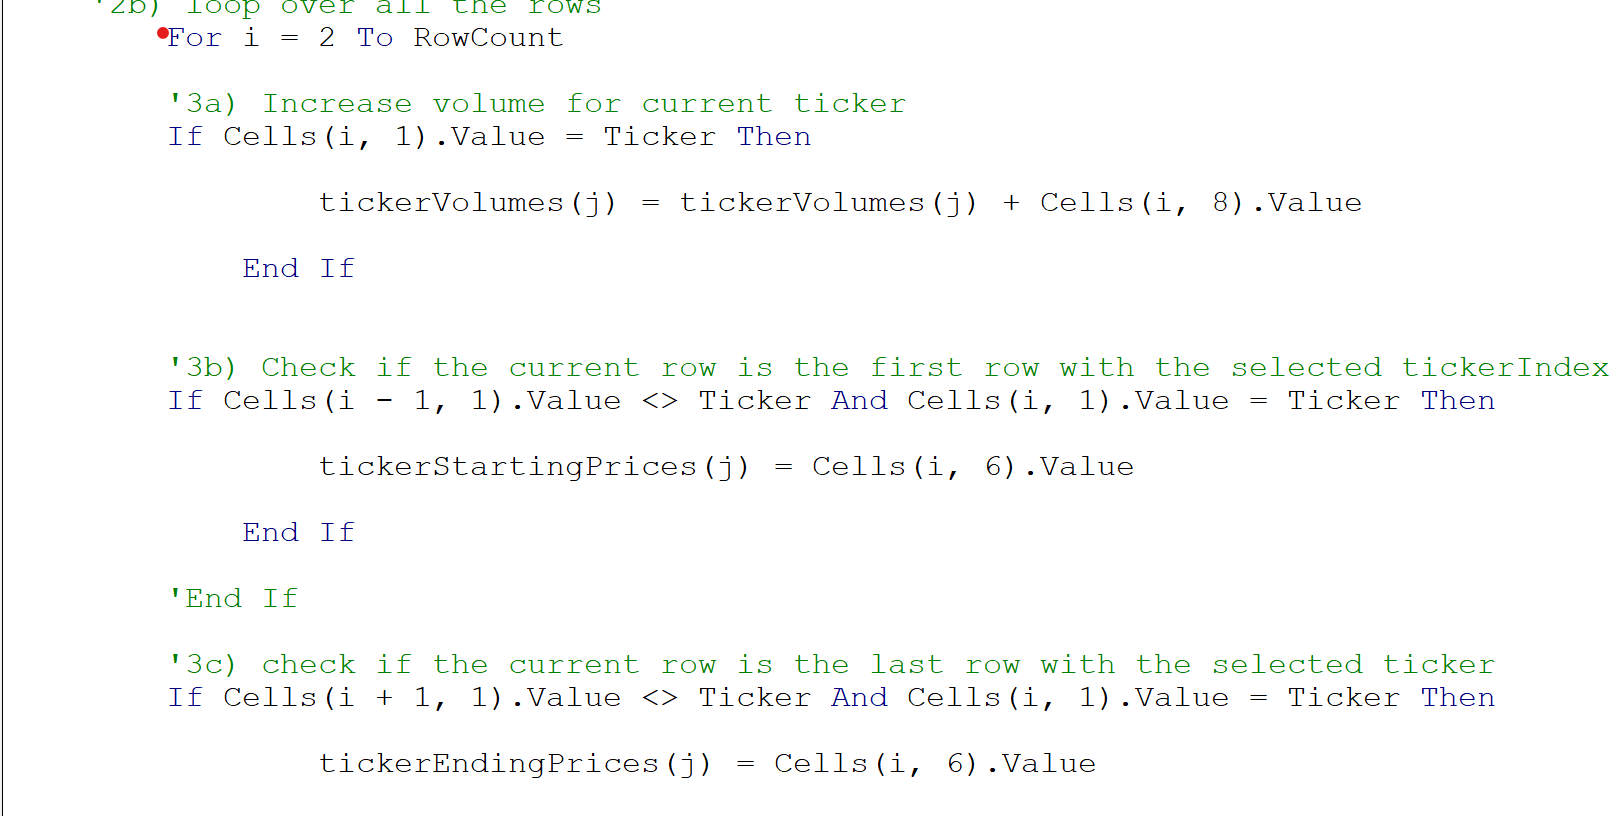 '2b) loop over all the rows
For i = 2 To RowCount
'3a) Increase volume for current ticker
If Cells(i, 1).Value = Ticker Then
tickerVolumes(j) = tickerVolumes(j) + Cells(i, 8).Value
End If
'3b) Check if the current row is the first row with the selected tickerIndex
If Cells(i - 1, 1).Value <> Ticker And Cells(i, 1).Value = Ticker Then
tickerStartingPrices(j) = Cells(i, 6).Value
End If
'End If
'3c) check if the current row is the last row with the selected ticker
If Cells(i + 1, 1).Value <> Ticker And Cells(i, 1).Value = Ticker Then
tickerEndingPrices(j) = Cells(i, 6).Value